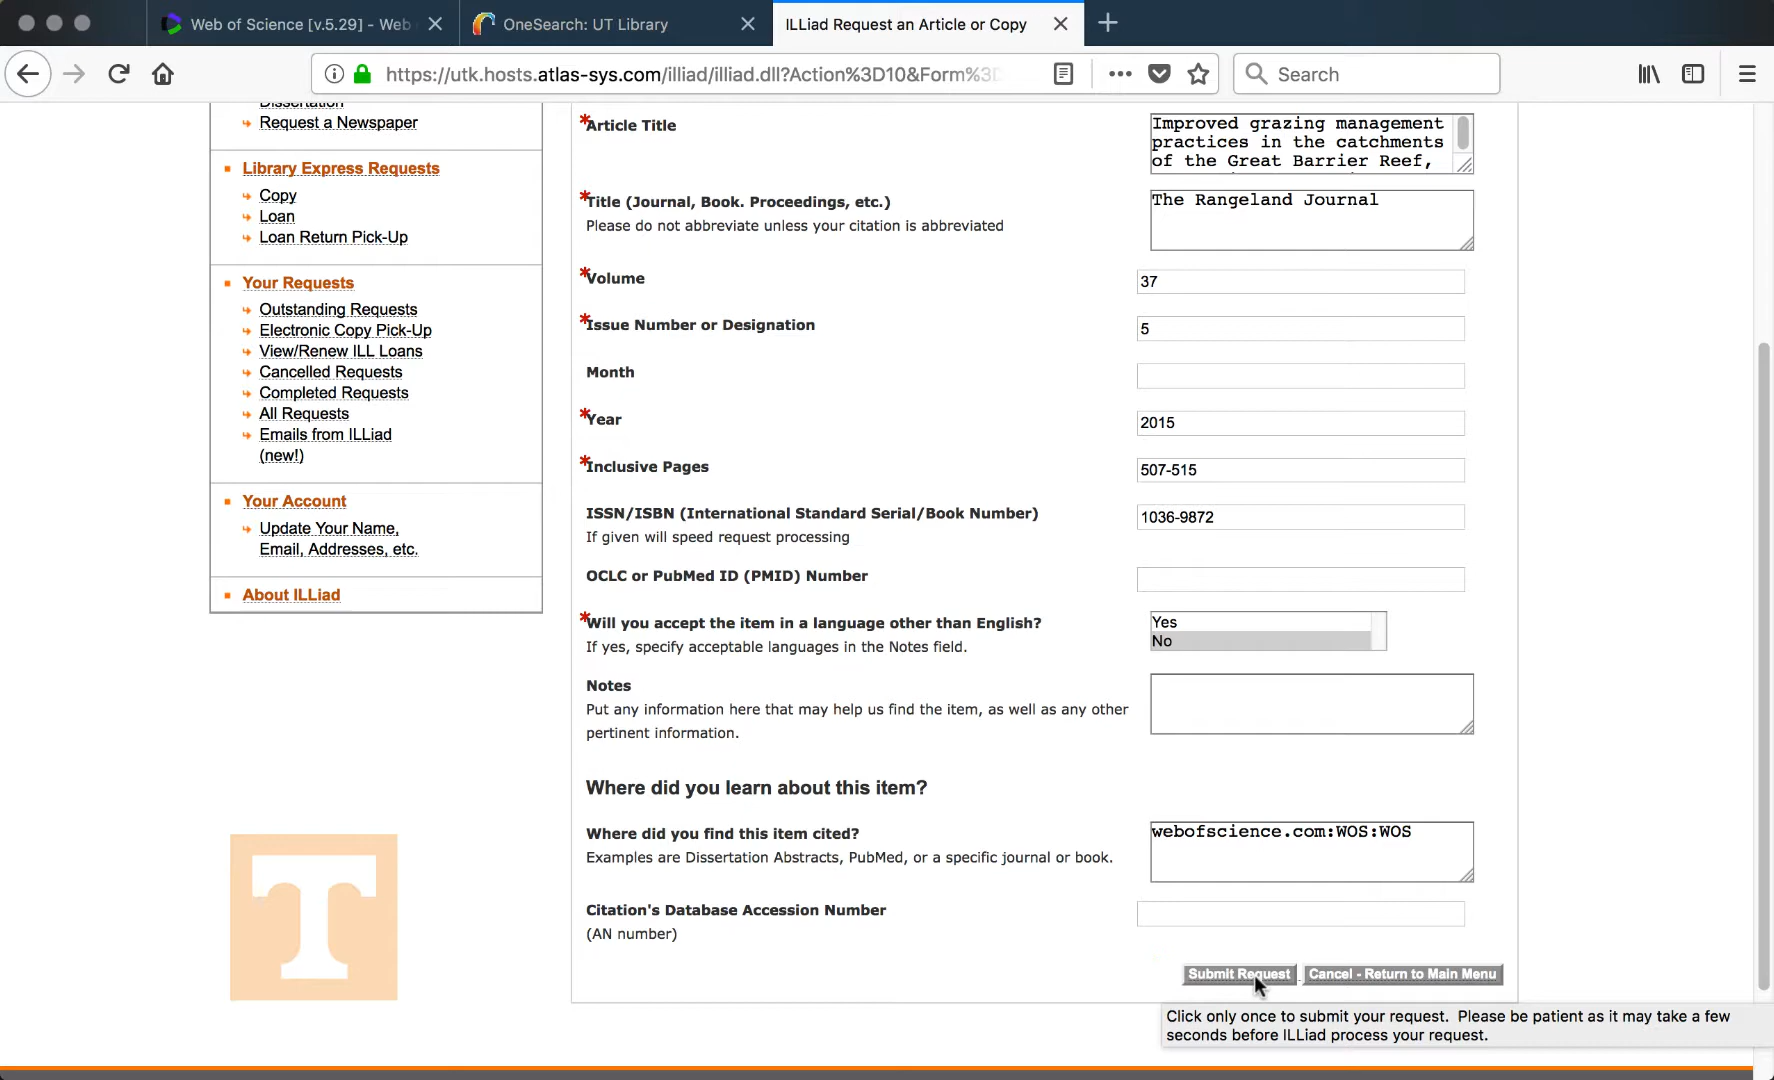 Web of Science [v.5.29] - Web
OneSearch: UT Library
ILLiad Request an Article or Copy
https://utk.hosts.atlas-sys.com/illiad/illiad.dll?Action%3D10&Form%3D
Search
Dissertation
Request a Newspaper
Library Express Requests
Copy
Loan
Loan Return Pick-Up
Your Requests
Outstanding Requests
Electronic Copy Pick-Up
View/Renew ILL Loans
Cancelled Requests
Completed Requests
All Requests
Emails from ILLiad
(new!)
Your Account
Update Your Name,
Email, Addresses, etc.
About ILLiad
T
*Article Title
Improved grazing management
practices in the catchments
of the Great Barrier Reef,
*Title (Journal, Book. Proceedings, etc.)
Please do not abbreviate unless your citation is abbreviated
The Rangeland Journal
*Volume
37
*Issue Number or Designation
5
Month
*Year
2015
*Inclusive Pages
507-515
ISSN/ISBN (International Standard Serial/Book Number)
If given will speed request processing
1036-9872
OCLC or PubMed ID (PMID) Number
*Will you accept the item in a language other than English?
If yes, specify acceptable languages in the Notes field.
Yes
No
Notes
Put any information here that may help us find the item, as well as any other
pertinent information.
Where did you learn about this item?
Where did you find this item cited?
Examples are Dissertation Abstracts, PubMed, or a specific journal or book.
webofscience.com:WOS:WOS
Citation's Database Accession Number
(AN number)
Submit Request
Cancel - Return to Main Menu
Click only once to submit your request. Please be patient as it may take a few
seconds before ILLiad process your request.